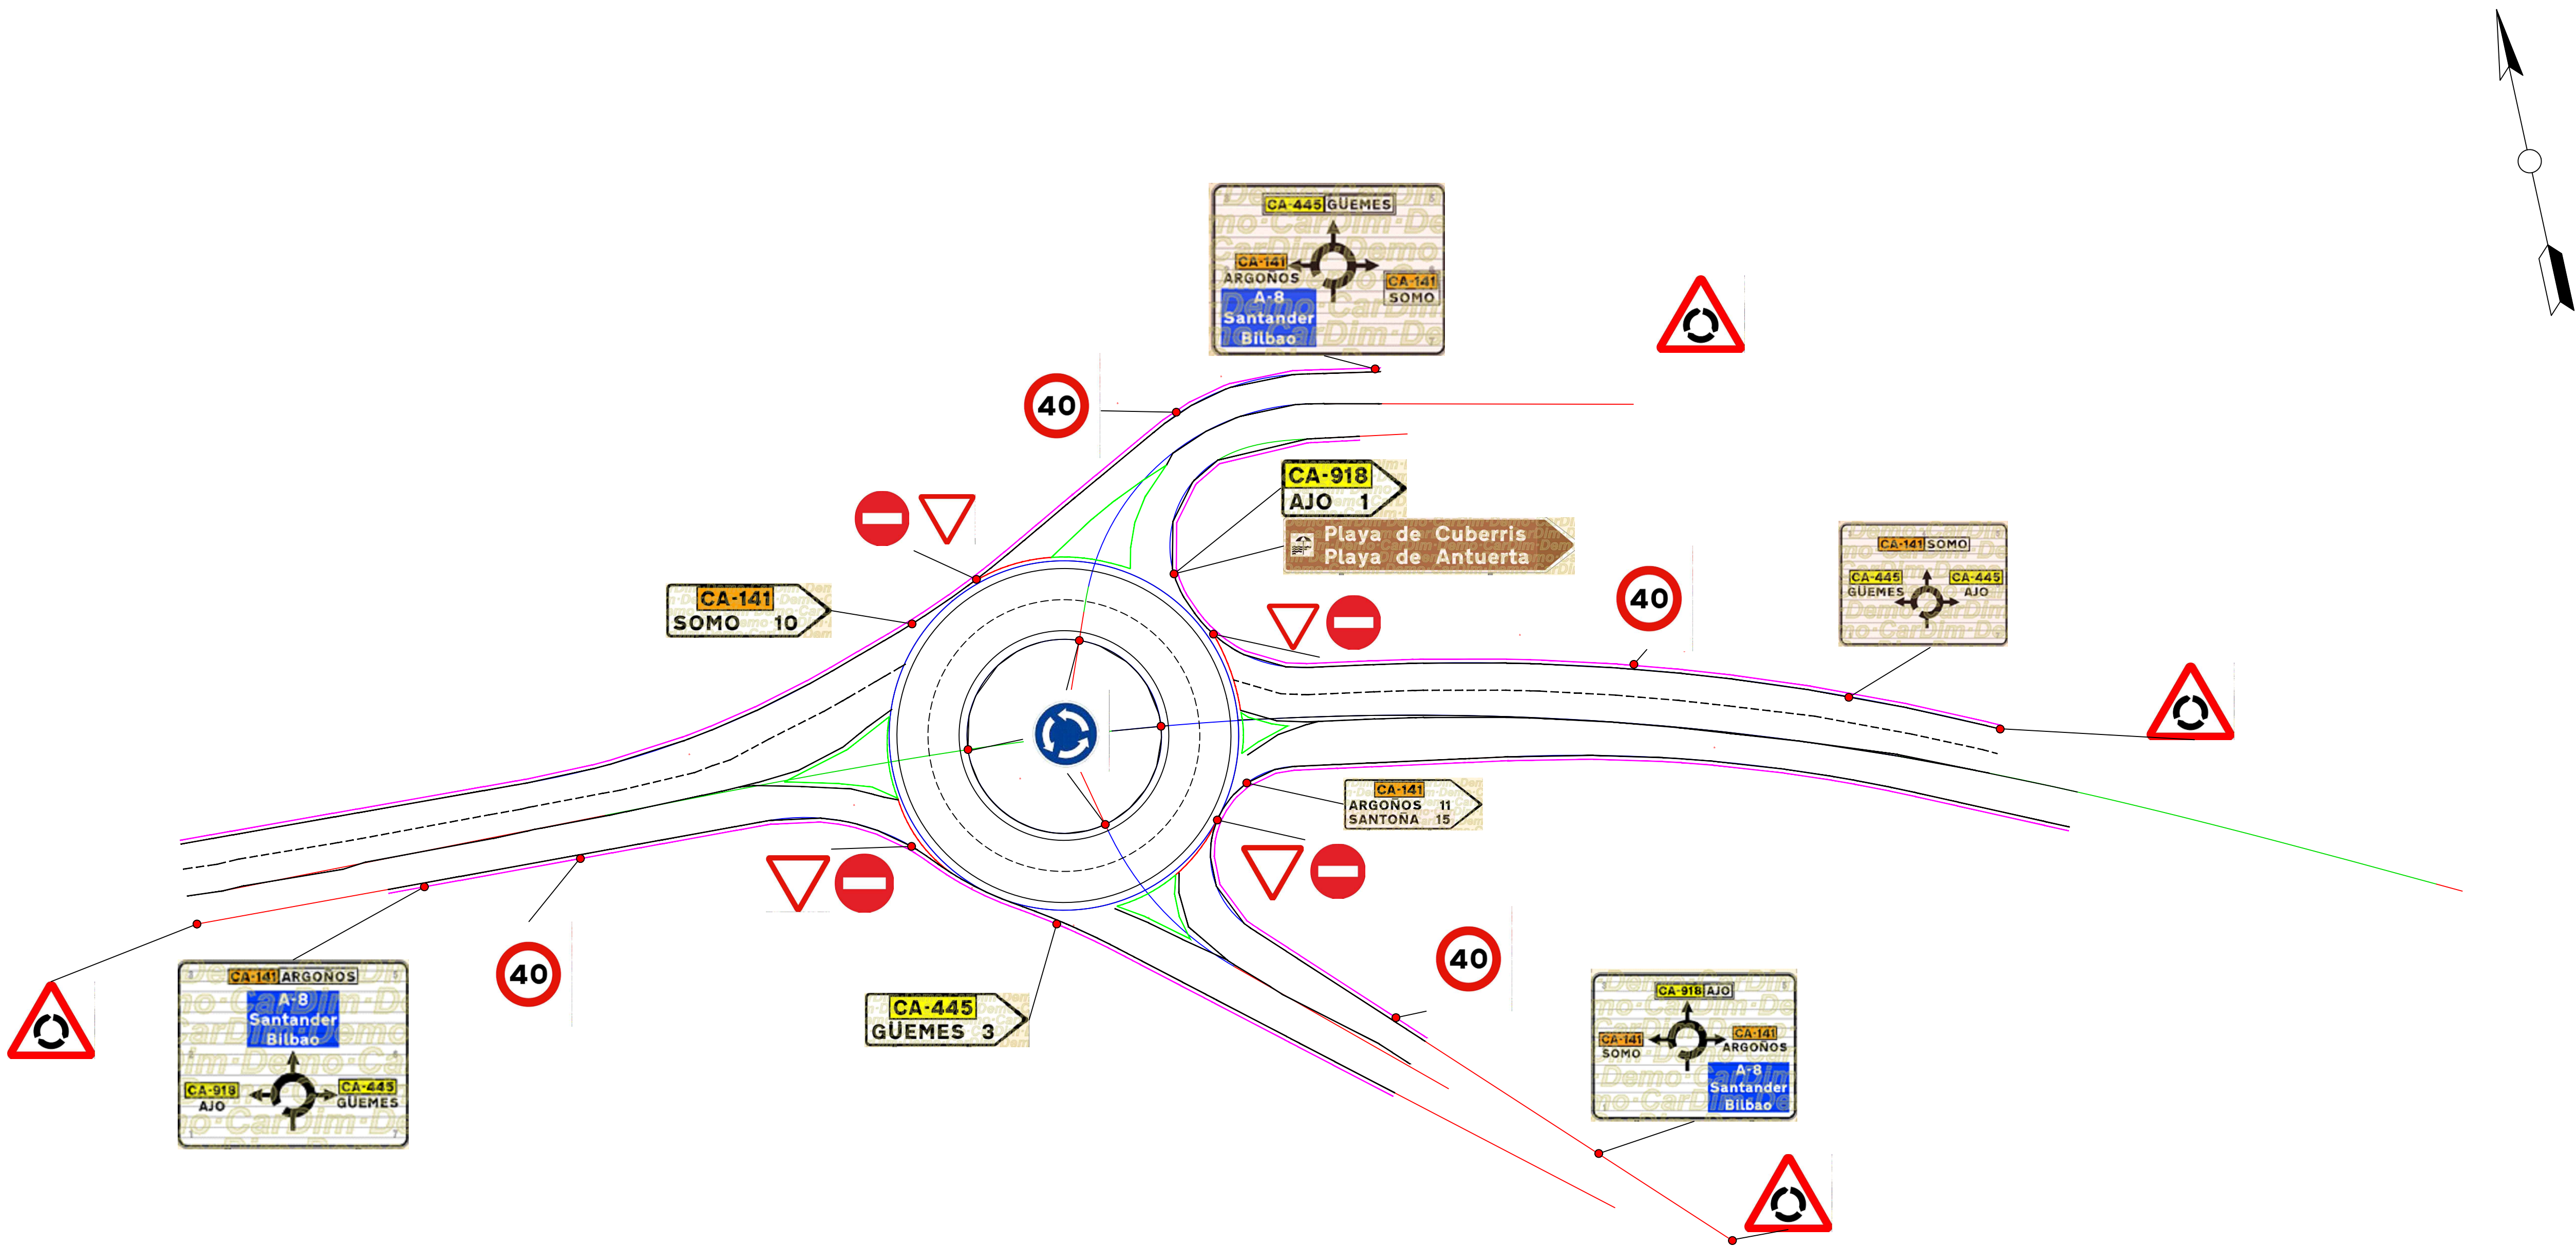 CA-445 GÜEMES
CA-141
ARGOÑOS
A-8
Santander
Bilbao
CA-141
SOMO
40
CA-918
AJO 1
Playa de Cuberris
Playa de Antuerta
CA-141 SOMO
CA-445
GÜEMES
CA-445
AJO
40
CA-141
SOMO 10
CA-141
ARGOÑOS 11
SANTOÑA 15
40
CA-141 ARGOÑOS
A-8
Santander
Bilbao
CA-918
AJO
CA-445
GÜEMES
40
CA-445
GÜEMES 3
CA-918 AJO
CA-141
SOMO
CA-141
ARGOÑOS
A-8
Santander
Bilbao